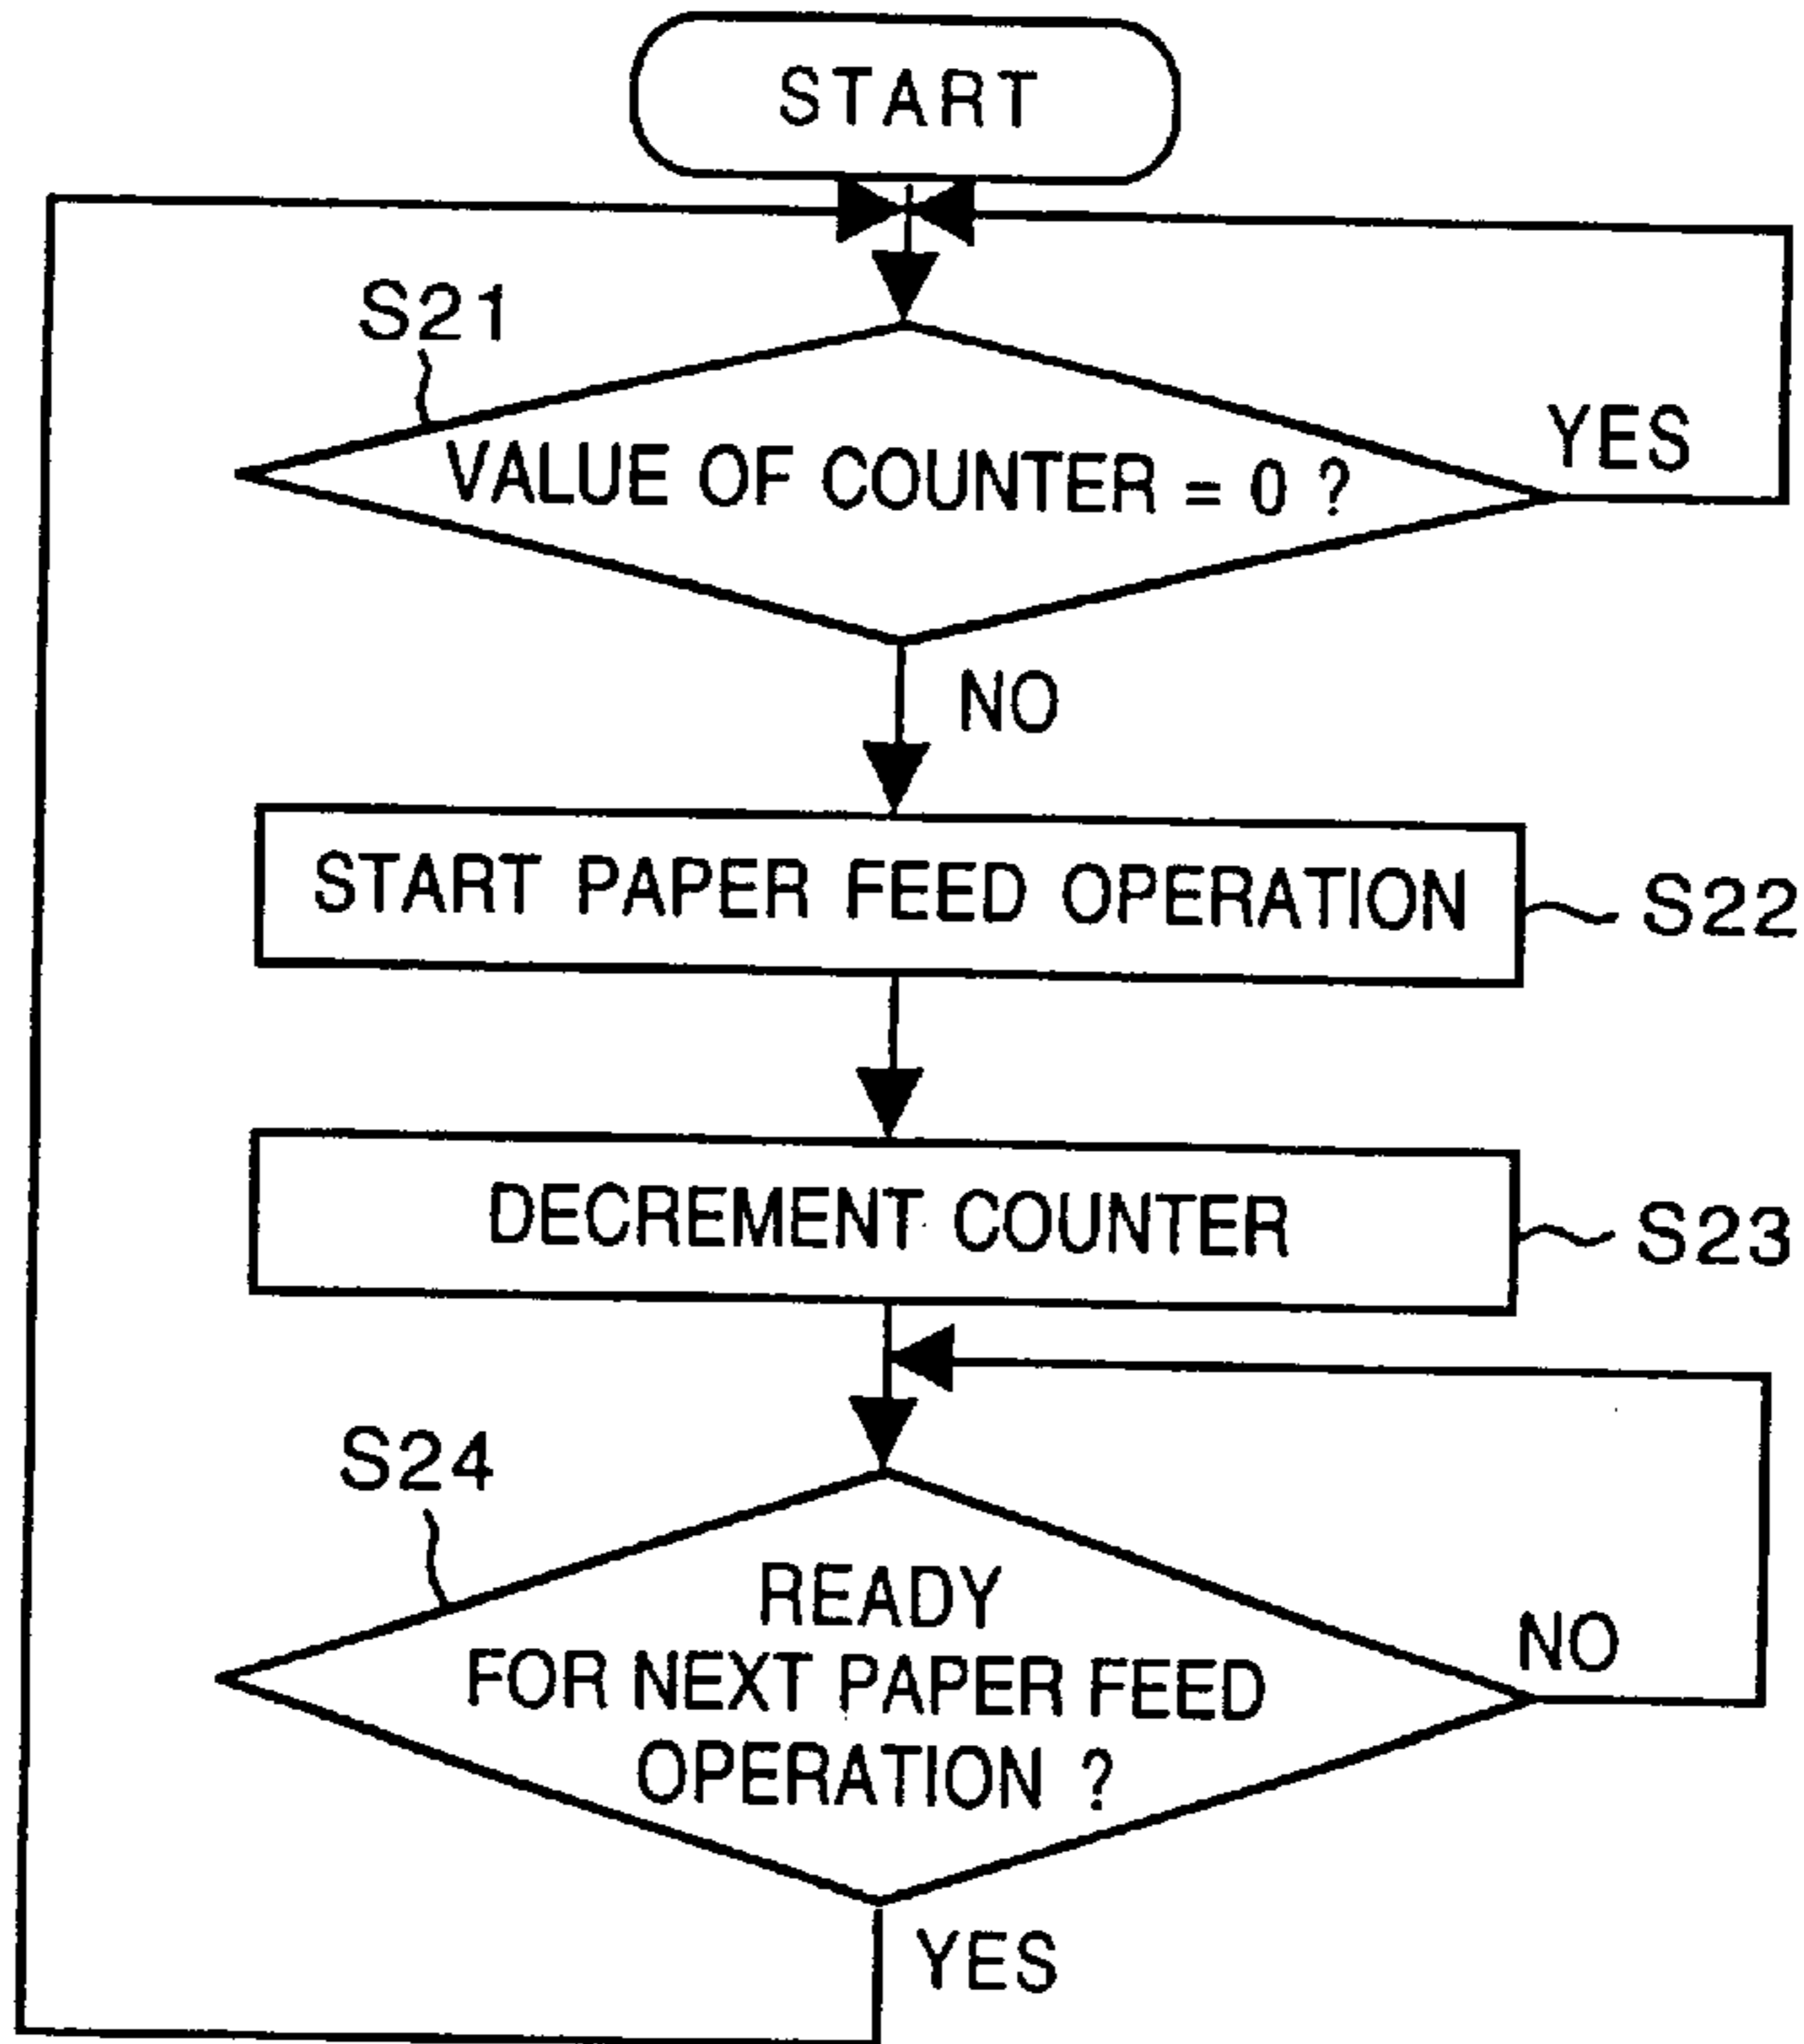 START
S21
VALUE OF COUNTER = 0 ?
YES
NO
START PAPER FEED OPERATION
S22
DECREMENT COUNTER
S23
S24
READY
FOR NEXT PAPER FEED
OPERATION ?
NO
YES